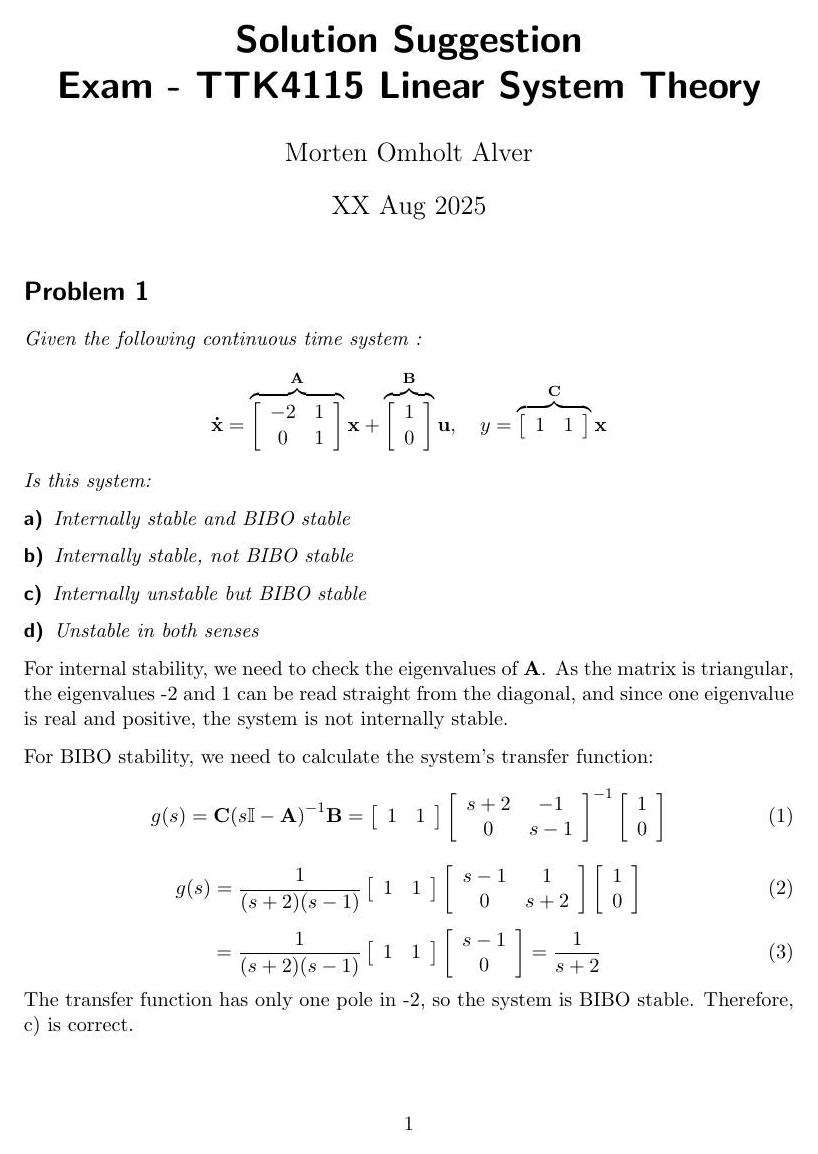 Solution Suggestion
Exam - TTK4115 Linear System Theory
Morten Omholt Alver
XX Aug 2025
Problem 1
Given the following continuous time system :
ẋ = [ −2 1 ; 0 1 ] x + [ 1 ; 0 ] u, y = [ 1 1 ] x
A B C
Is this system:
a) Internally stable and BIBO stable
b) Internally stable, not BIBO stable
c) Internally unstable but BIBO stable
d) Unstable in both senses
For internal stability, we need to check the eigenvalues of A. As the matrix is triangular,
the eigenvalues -2 and 1 can be read straight from the diagonal, and since one eigenvalue
is real and positive, the system is not internally stable.
For BIBO stability, we need to calculate the system's transfer function:
g(s) = C(s𝕀 − A)⁻¹B = [ 1 1 ] [ s + 2 −1 ; 0 s − 1 ]⁻¹ [ 1 ; 0 ] (1)
g(s) = 1/((s + 2)(s − 1)) [ 1 1 ] [ s − 1 1 ; 0 s + 2 ] [ 1 ; 0 ] (2)
= 1/((s + 2)(s − 1)) [ 1 1 ] [ s − 1 ; 0 ] = 1/(s + 2) (3)
The transfer function has only one pole in -2, so the system is BIBO stable. Therefore,
c) is correct.
1